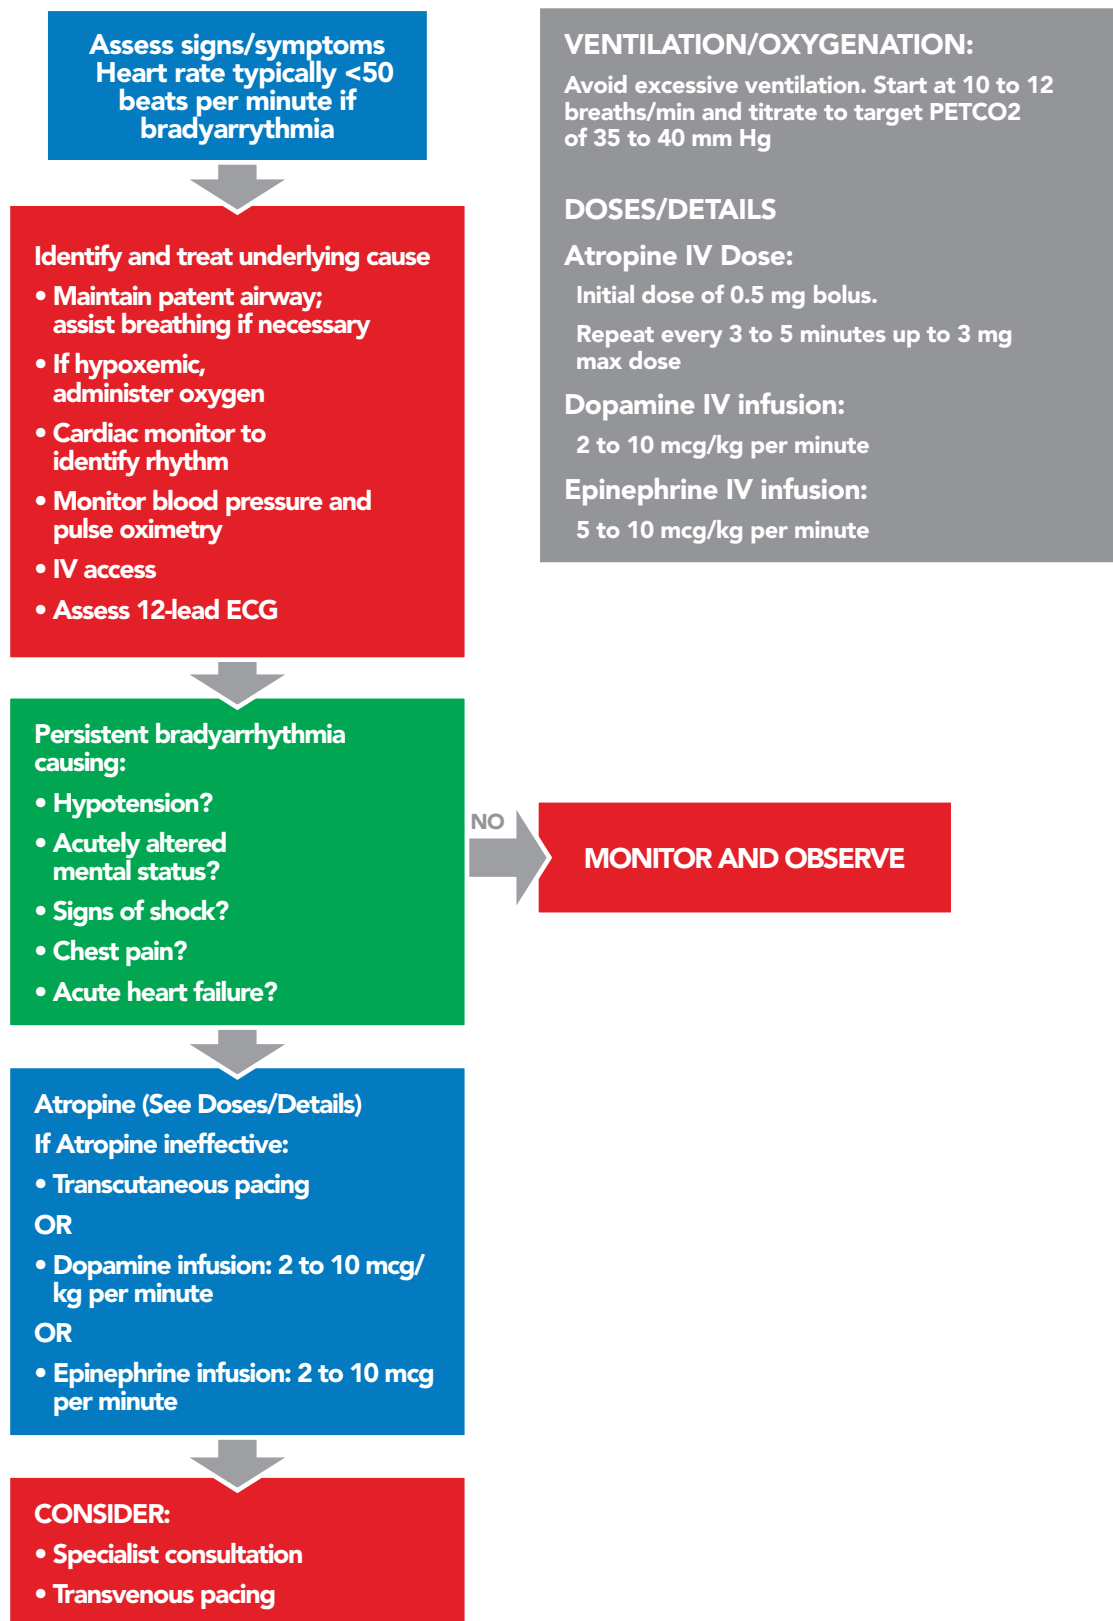 Assess signs/symptoms
Heart rate typically <50
beats per minute if
bradyarrythmia
Identify and treat underlying cause
• Maintain patent airway;
assist breathing if necessary
• If hypoxemic,
administer oxygen
• Cardiac monitor to
identify rhythm
• Monitor blood pressure and
pulse oximetry
• IV access
• Assess 12-lead ECG
Persistent bradyarrhythmia
causing:
• Hypotension?
• Acutely altered
mental status?
• Signs of shock?
• Chest pain?
• Acute heart failure?
NO
MONITOR AND OBSERVE
Atropine (See Doses/Details)
If Atropine ineffective:
• Transcutaneous pacing
OR
• Dopamine infusion: 2 to 10 mcg/
kg per minute
OR
• Epinephrine infusion: 2 to 10 mcg
per minute
CONSIDER:
• Specialist consultation
• Transvenous pacing
VENTILATION/OXYGENATION:
Avoid excessive ventilation. Start at 10 to 12
breaths/min and titrate to target PETCO2
of 35 to 40 mm Hg
DOSES/DETAILS
Atropine IV Dose:
Initial dose of 0.5 mg bolus.
Repeat every 3 to 5 minutes up to 3 mg
max dose
Dopamine IV infusion:
2 to 10 mcg/kg per minute
Epinephrine IV infusion:
5 to 10 mcg/kg per minute